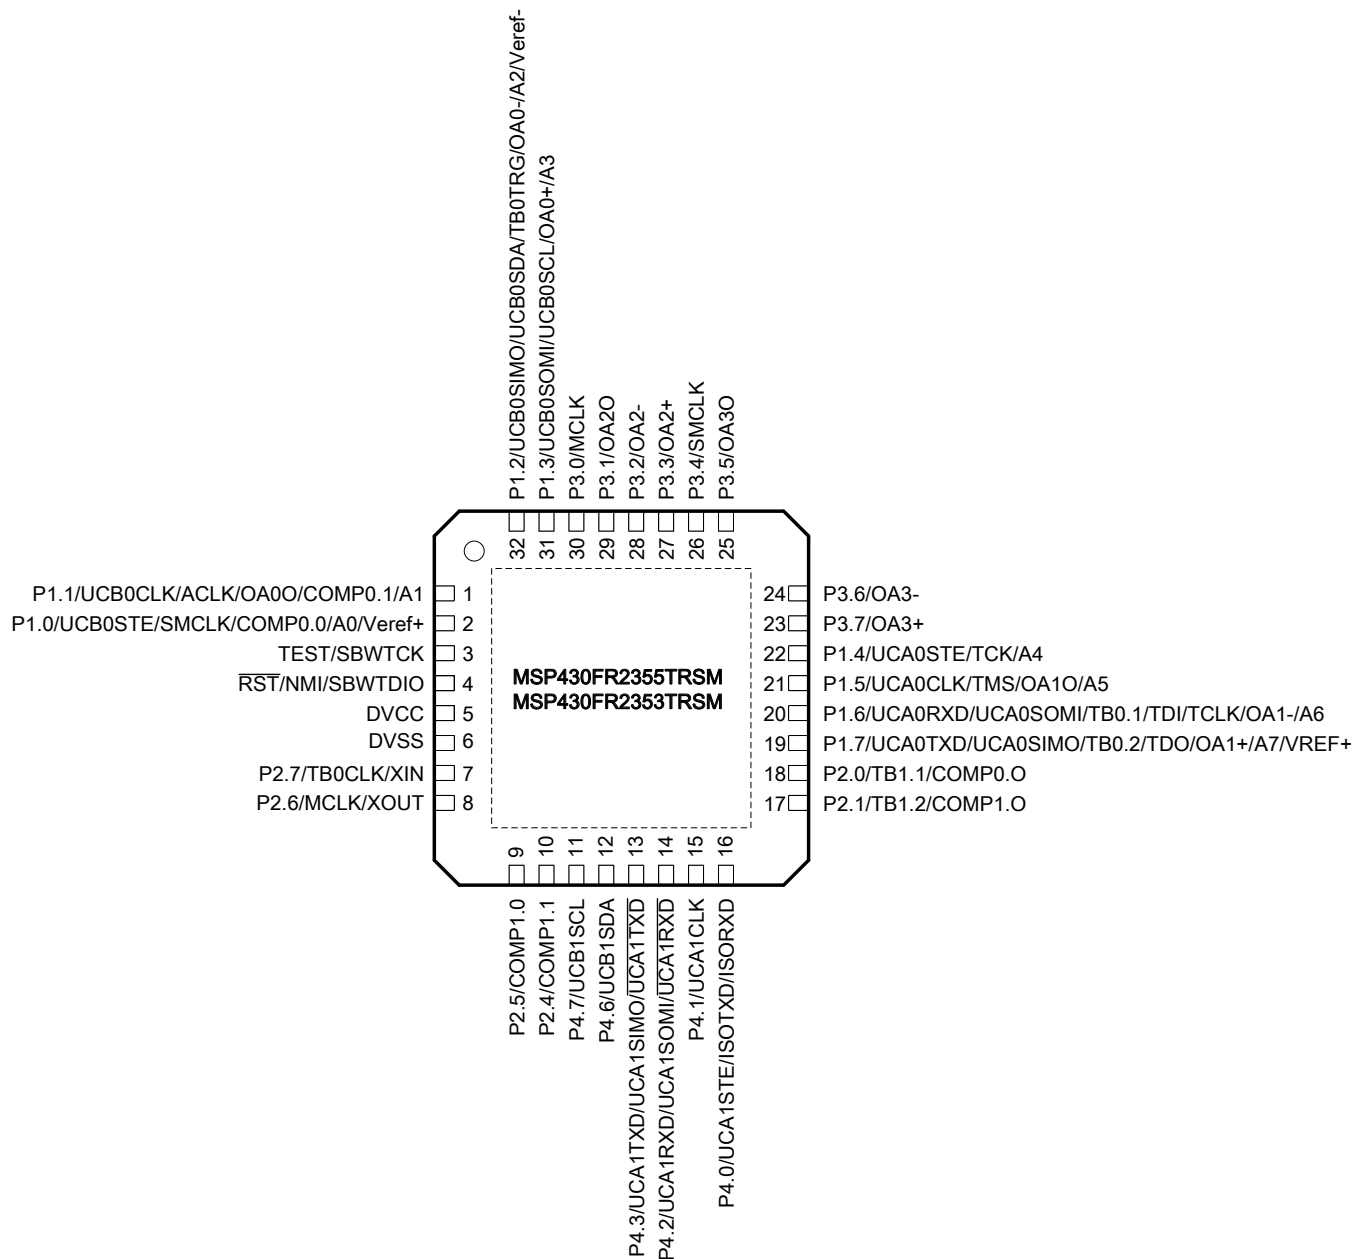 P1.2/UCB0SIMO/UCB0SDA/TB0TRG/OA0-/A2/Veref-
P1.3/UCB0SOMI/UCB0SCL/OA0+/A3
P3.0/MCLK
P3.1/OA2O
P3.2/OA2-
P3.3/OA2+
P3.4/SMCLK
P3.5/OA3O
32
31
30
29
28
27
26
25
P1.1/UCB0CLK/ACLK/OA0O/COMP0.1/A1 1
P1.0/UCB0STE/SMCLK/COMP0.0/A0/Veref+ 2
TEST/SBWTCK 3
RST/NMI/SBWTDIO 4
DVCC 5
DVSS 6
P2.7/TB0CLK/XIN 7
P2.6/MCLK/XOUT 8
MSP430FR2355TRSM
MSP430FR2353TRSM
24 P3.6/OA3-
23 P3.7/OA3+
22 P1.4/UCA0STE/TCK/A4
21 P1.5/UCA0CLK/TMS/OA1O/A5
20 P1.6/UCA0RXD/UCA0SOMI/TB0.1/TDI/TCLK/OA1-/A6
19 P1.7/UCA0TXD/UCA0SIMO/TB0.2/TDO/OA1+/A7/VREF+
18 P2.0/TB1.1/COMP0.O
17 P2.1/TB1.2/COMP1.O
9
10
11
12
13
14
15
16
P2.5/COMP1.0
P2.4/COMP1.1
P4.7/UCB1SCL
P4.6/UCB1SDA
P4.3/UCA1TXD/UCA1SIMO/UCA1TXD
P4.2/UCA1RXD/UCA1SOMI/UCA1RXD
P4.1/UCA1CLK
P4.0/UCA1STE/ISOTXD/ISORXD